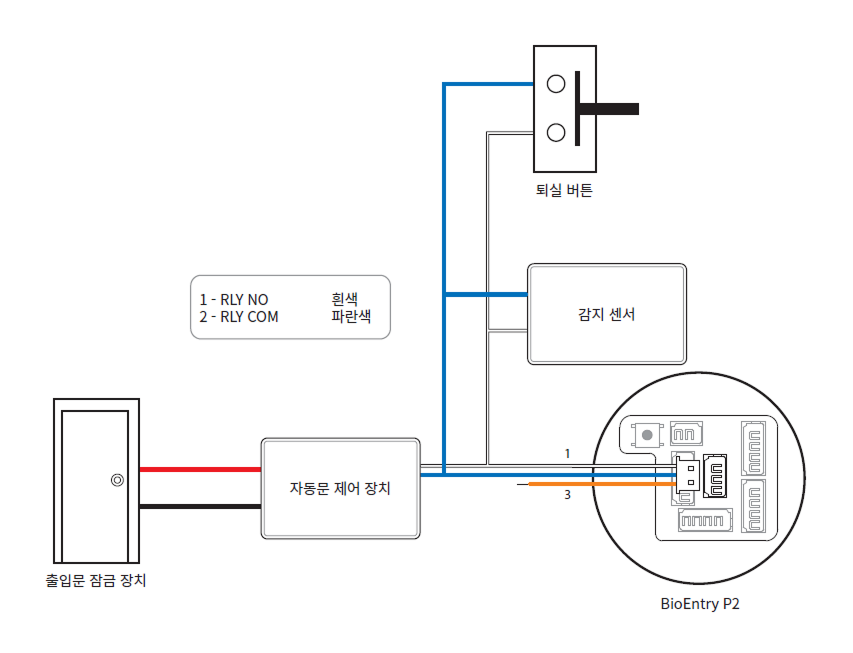 퇴실 버튼
감지 센서
1 - RLY NO 흰색
2 - RLY COM 파란색
1
3
자동문 제어 장치
출입문 잠금 장치
BioEntry P2